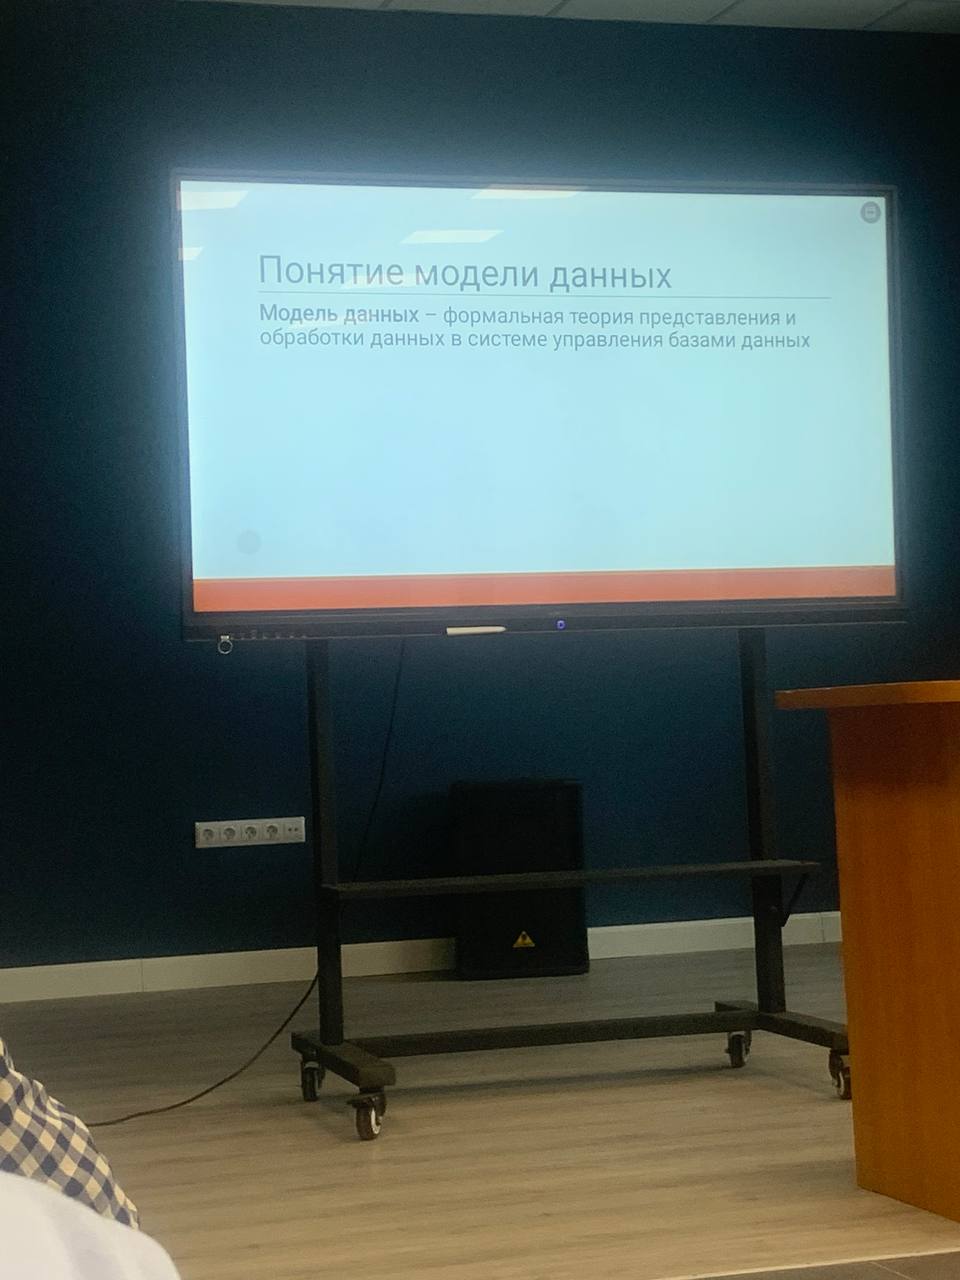 Понятие модели данных
Модель данных – формальная теория представления и
обработки данных в системе управления базами данных